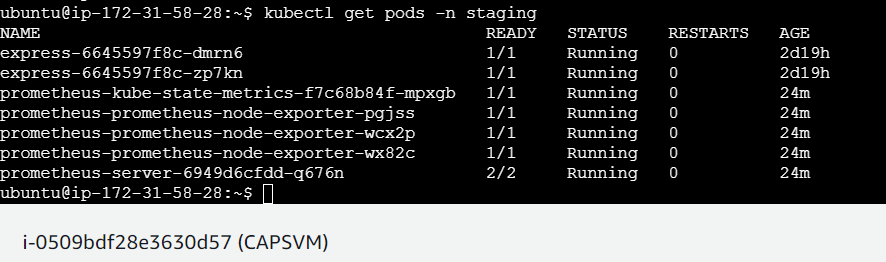 ubuntu@ip-172-31-58-28:~$ kubectl get pods -n staging
NAME READY STATUS RESTARTS AGE
express-6645597f8c-dmrn6 1/1 Running 0 2d19h
express-6645597f8c-zp7kn 1/1 Running 0 2d19h
prometheus-kube-state-metrics-f7c68b84f-mpxgb 1/1 Running 0 24m
prometheus-prometheus-node-exporter-pgjss 1/1 Running 0 24m
prometheus-prometheus-node-exporter-wcx2p 1/1 Running 0 24m
prometheus-prometheus-node-exporter-wx82c 1/1 Running 0 24m
prometheus-server-6949d6cfdd-q676n 2/2 Running 0 24m
ubuntu@ip-172-31-58-28:~$
i-0509bdf28e3630d57 (CAPSVM)